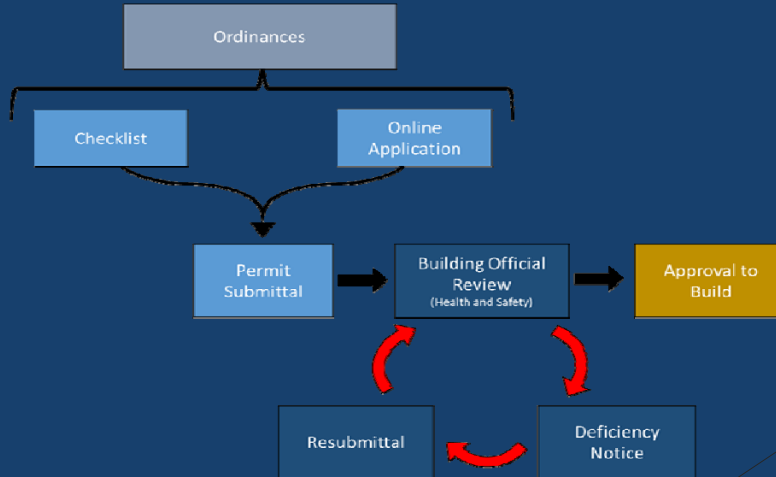 Ordinances
Checklist
Online
Application
Permit
Submittal
Building Official
Review
(Health and Safety)
Approval to
Build
Resubmittal
Deficiency
Notice